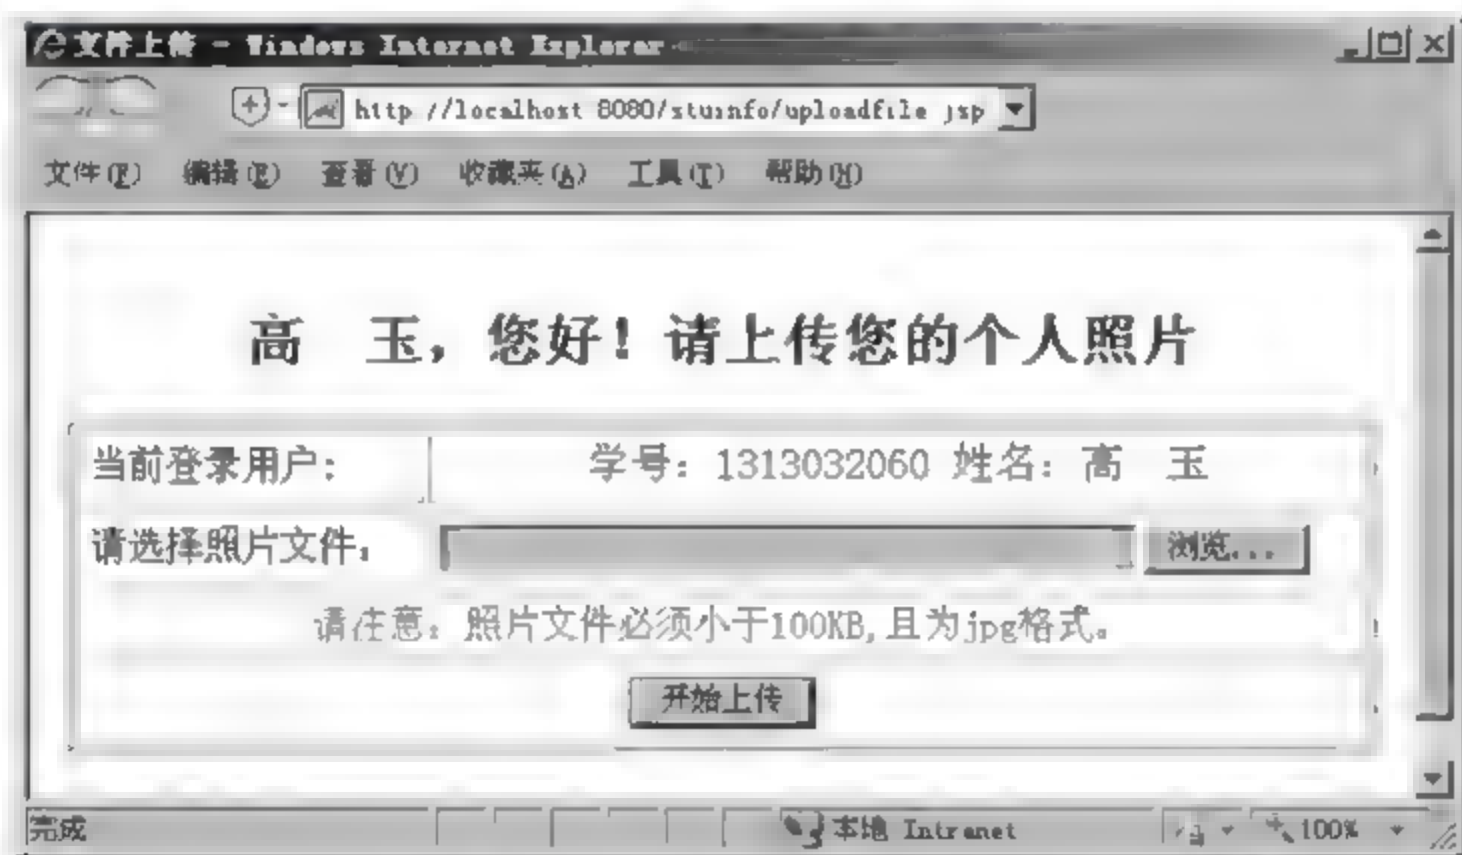 文件上传 - Windows Internet Explorer
http //localhost 8080/stuinfo/uploadfile jsp
文件(F) 编辑(E) 查看(V) 收藏夹(A) 工具(T) 帮助(H)
高 玉，您好！请上传您的个人照片
当前登录用户： 学号：1313032060 姓名：高 玉
请选择照片文件： 浏览...
请注意：照片文件必须小于100KB,且为jpg格式。
开始上传
完成 本地 Intranet 100%